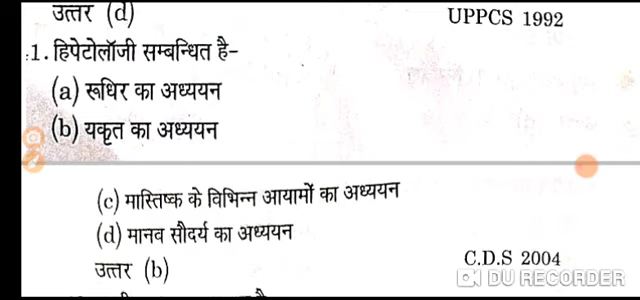 उत्तर (d)
UPPCS 1992
1. हिपेटोलॉजी सम्बन्धित है–
(a) रूधिर का अध्ययन
(b) यकृत का अध्ययन
(c) मास्तिष्क के विभिन्न आयामों का अध्ययन
(d) मानव सौदर्य का अध्ययन
उत्तर (b)
C.D.S 2004
DU RECORDER